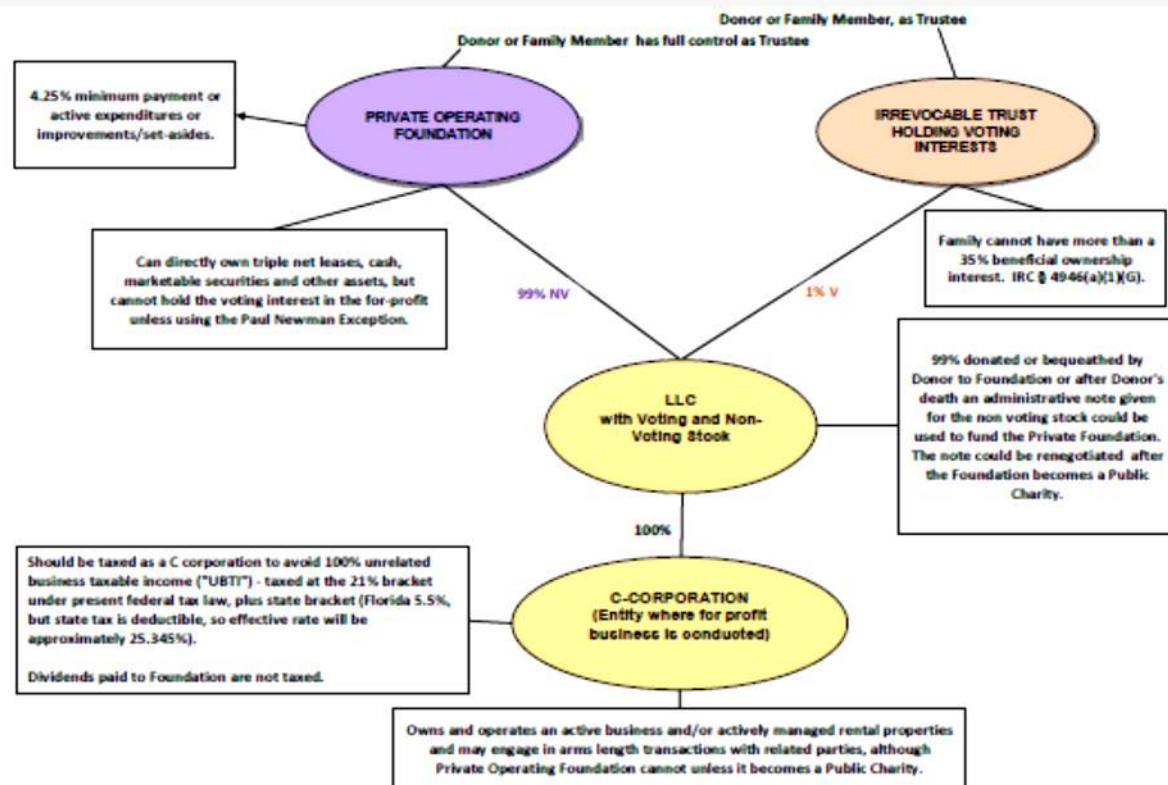 Donor or Family Member, as Trustee
Donor or Family Member has full control as Trustee
4.25% minimum payment or
active expenditures or
improvements/set-asides.
PRIVATE OPERATING
FOUNDATION
IRREVOCABLE TRUST
HOLDING VOTING
INTERESTS
Can directly own triple net leases, cash,
marketable securities and other assets, but
cannot hold the voting interest in the for-profit
unless using the Paul Newman Exception.
Family cannot have more than a
35% beneficial ownership
interest. IRC § 4946(a)(1)(G).
99% NV
1% V
LLC
with Voting and Non-
Voting Stock
99% donated or bequeathed by
Donor to Foundation or after Donor's
death an administrative note given
for the non voting stock could be
used to fund the Private Foundation.
The note could be renegotiated after
the Foundation becomes a Public
Charity.
100%
Should be taxed as a C corporation to avoid 100% unrelated
business taxable income ("UBTI") - taxed at the 21% bracket
under present federal tax law, plus state bracket (Florida 5.5%,
but state tax is deductible, so effective rate will be
approximately 25.345%).
Dividends paid to Foundation are not taxed.
C-CORPORATION
(Entity where for profit
business is conducted)
Owns and operates an active business and/or actively managed rental properties
and may engage in arms length transactions with related parties, although
Private Operating Foundation cannot unless it becomes a Public Charity.